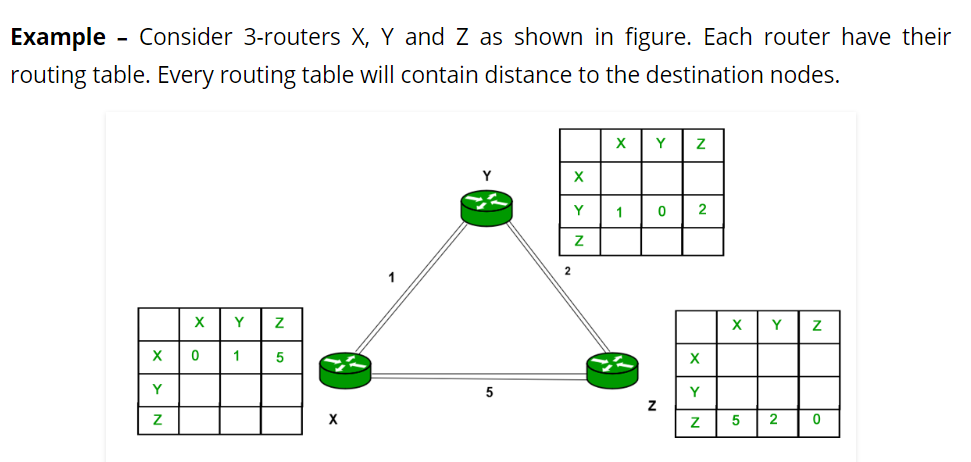 Example – Consider 3-routers X, Y and Z as shown in figure. Each router have their
routing table. Every routing table will contain distance to the destination nodes.
X Y Z
X
Y 1 0 2
Z
Y
1
2
X Y Z
X 0 1 5
Y
Z
X
5
Z
X Y Z
X
Y
Z 5 2 0